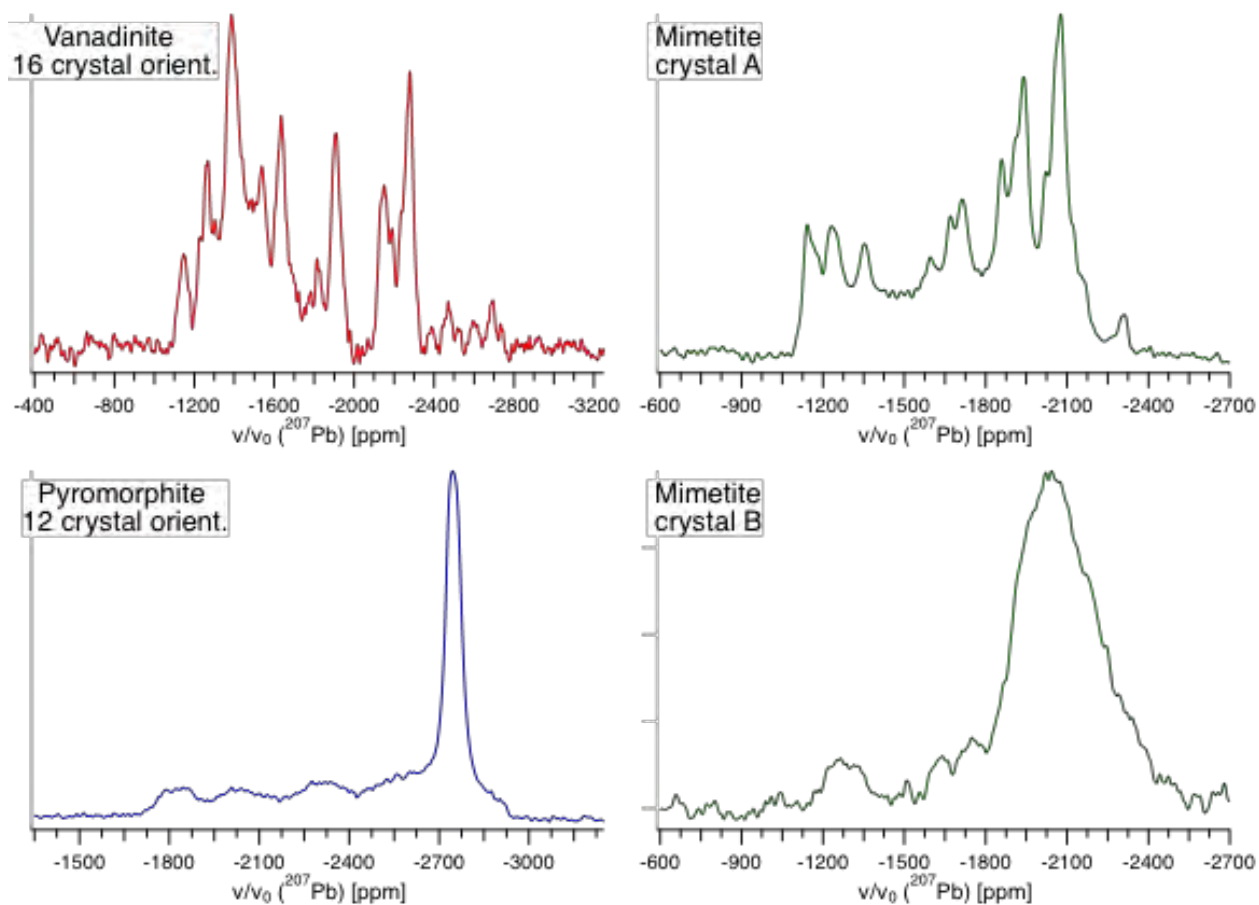 Vanadinite
16 crystal orient.
-400 -800 -1200 -1600 -2000 -2400 -2800 -3200
v/v₀ (²⁰⁷Pb) [ppm]
Mimetite
crystal A
-600 -900 -1200 -1500 -1800 -2100 -2400 -2700
v/v₀ (²⁰⁷Pb) [ppm]
Pyromorphite
12 crystal orient.
-1500 -1800 -2100 -2400 -2700 -3000
v/v₀ (²⁰⁷Pb) [ppm]
Mimetite
crystal B
-600 -900 -1200 -1500 -1800 -2100 -2400 -2700
v/v₀ (²⁰⁷Pb) [ppm]